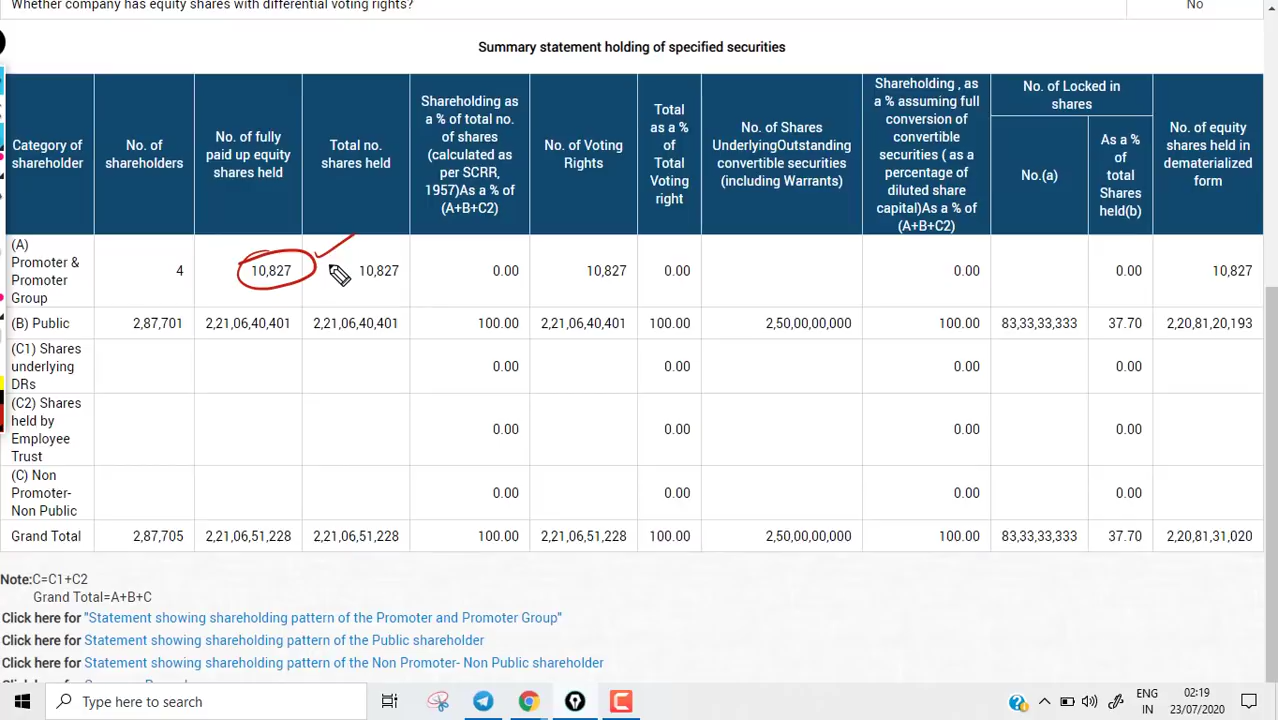 Whether company has equity shares with differential voting rights? No
Summary statement holding of specified securities
Category of
shareholder
No. of
shareholders
No. of fully
paid up equity
shares held
Total no.
shares held
Shareholding as
a % of total no.
of shares
(calculated as
per SCRR,
1957)As a % of
(A+B+C2)
No. of Voting
Rights
Total
as a %
of
Total
Voting
right
No. of Shares
UnderlyingOutstanding
convertible securities
(including Warrants)
Shareholding , as
a % assuming full
conversion of
convertible
securities ( as a
percentage of
diluted share
capital)As a % of
(A+B+C2)
No. of Locked in
shares
No.(a)
As a %
of
total
Shares
held(b)
No. of equity
shares held in
dematerialized
form
(A)
Promoter &
Promoter
Group
4 10,827 10,827 0.00 10,827 0.00 0.00 0.00 10,827
(B) Public 2,87,701 2,21,06,40,401 2,21,06,40,401 100.00 2,21,06,40,401 100.00 2,50,00,00,000 100.00 83,33,33,333 37.70 2,20,81,20,193
(C1) Shares
underlying
DRs
0.00 0.00 0.00 0.00
(C2) Shares
held by
Employee
Trust
0.00 0.00 0.00 0.00
(C) Non
Promoter-
Non Public
0.00 0.00 0.00 0.00
Grand Total 2,87,705 2,21,06,51,228 2,21,06,51,228 100.00 2,21,06,51,228 100.00 2,50,00,00,000 100.00 83,33,33,333 37.70 2,20,81,31,020
Note:C=C1+C2
Grand Total=A+B+C
Click here for "Statement showing shareholding pattern of the Promoter and Promoter Group"
Click here for Statement showing shareholding pattern of the Public shareholder
Click here for Statement showing shareholding pattern of the Non Promoter- Non Public shareholder
Type here to search
ENG
IN
02:19
23/07/2020